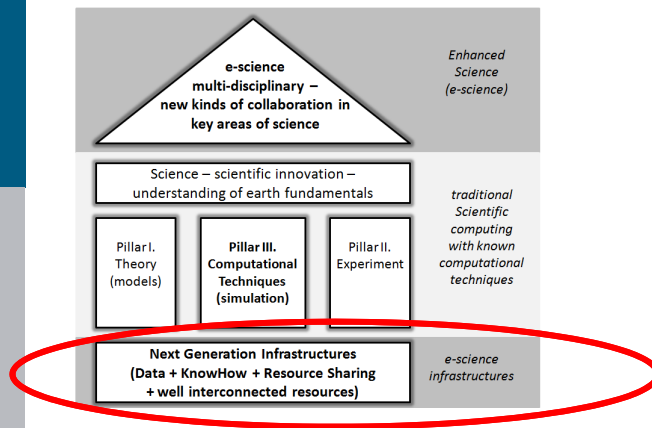 e-science
multi-disciplinary –
new kinds of collaboration in
key areas of science
Enhanced
Science
(e-science)
Science – scientific innovation –
understanding of earth fundamentals
Pillar I.
Theory
(models)
Pillar III.
Computational
Techniques
(simulation)
Pillar II.
Experiment
traditional
Scientific
computing
with known
computational
techniques
Next Generation Infrastructures
(Data + KnowHow + Resource Sharing
+ well interconnected resources)
e-science
infrastructures